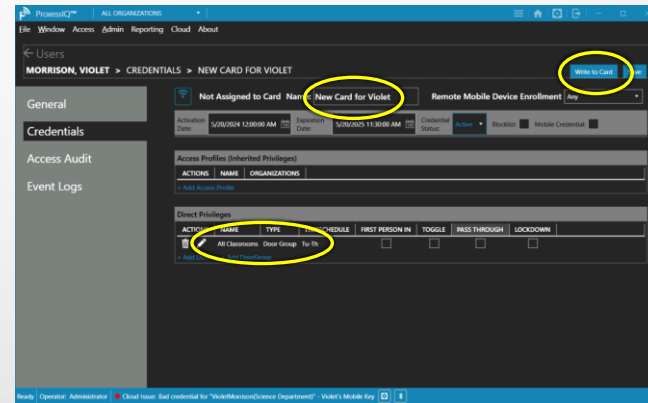 ProxessIQ™ ALL ORGANIZATIONS
File Window Access Admin Reporting Cloud About
Users
MORRISON, VIOLET > CREDENTIALS > NEW CARD FOR VIOLET
Write to Card
General
Credentials
Access Audit
Event Logs
Not Assigned to Card Name: New Card for Violet Remote Mobile Device Enrollment Any
Activation Date: 5/20/2024 12:00:00 AM Expiration Date: 5/20/2025 11:30:00 AM Credential Status: Active Blocklist: Mobile Credential:
Access Profiles (Inherited Privileges)
ACTIONS NAME ORGANIZATIONS
+ Add Access Profile
Direct Privileges
ACTIONS NAME TYPE SCHEDULE FIRST PERSON IN TOGGLE PASS THROUGH LOCKDOWN
All Classrooms Door Group Tu-Th
+ Add DoorGroup
Ready Operator: Administrator Cloud Issue: Bad credential for "VioletMorrison(Science Department)" - Violet's Mobile Key